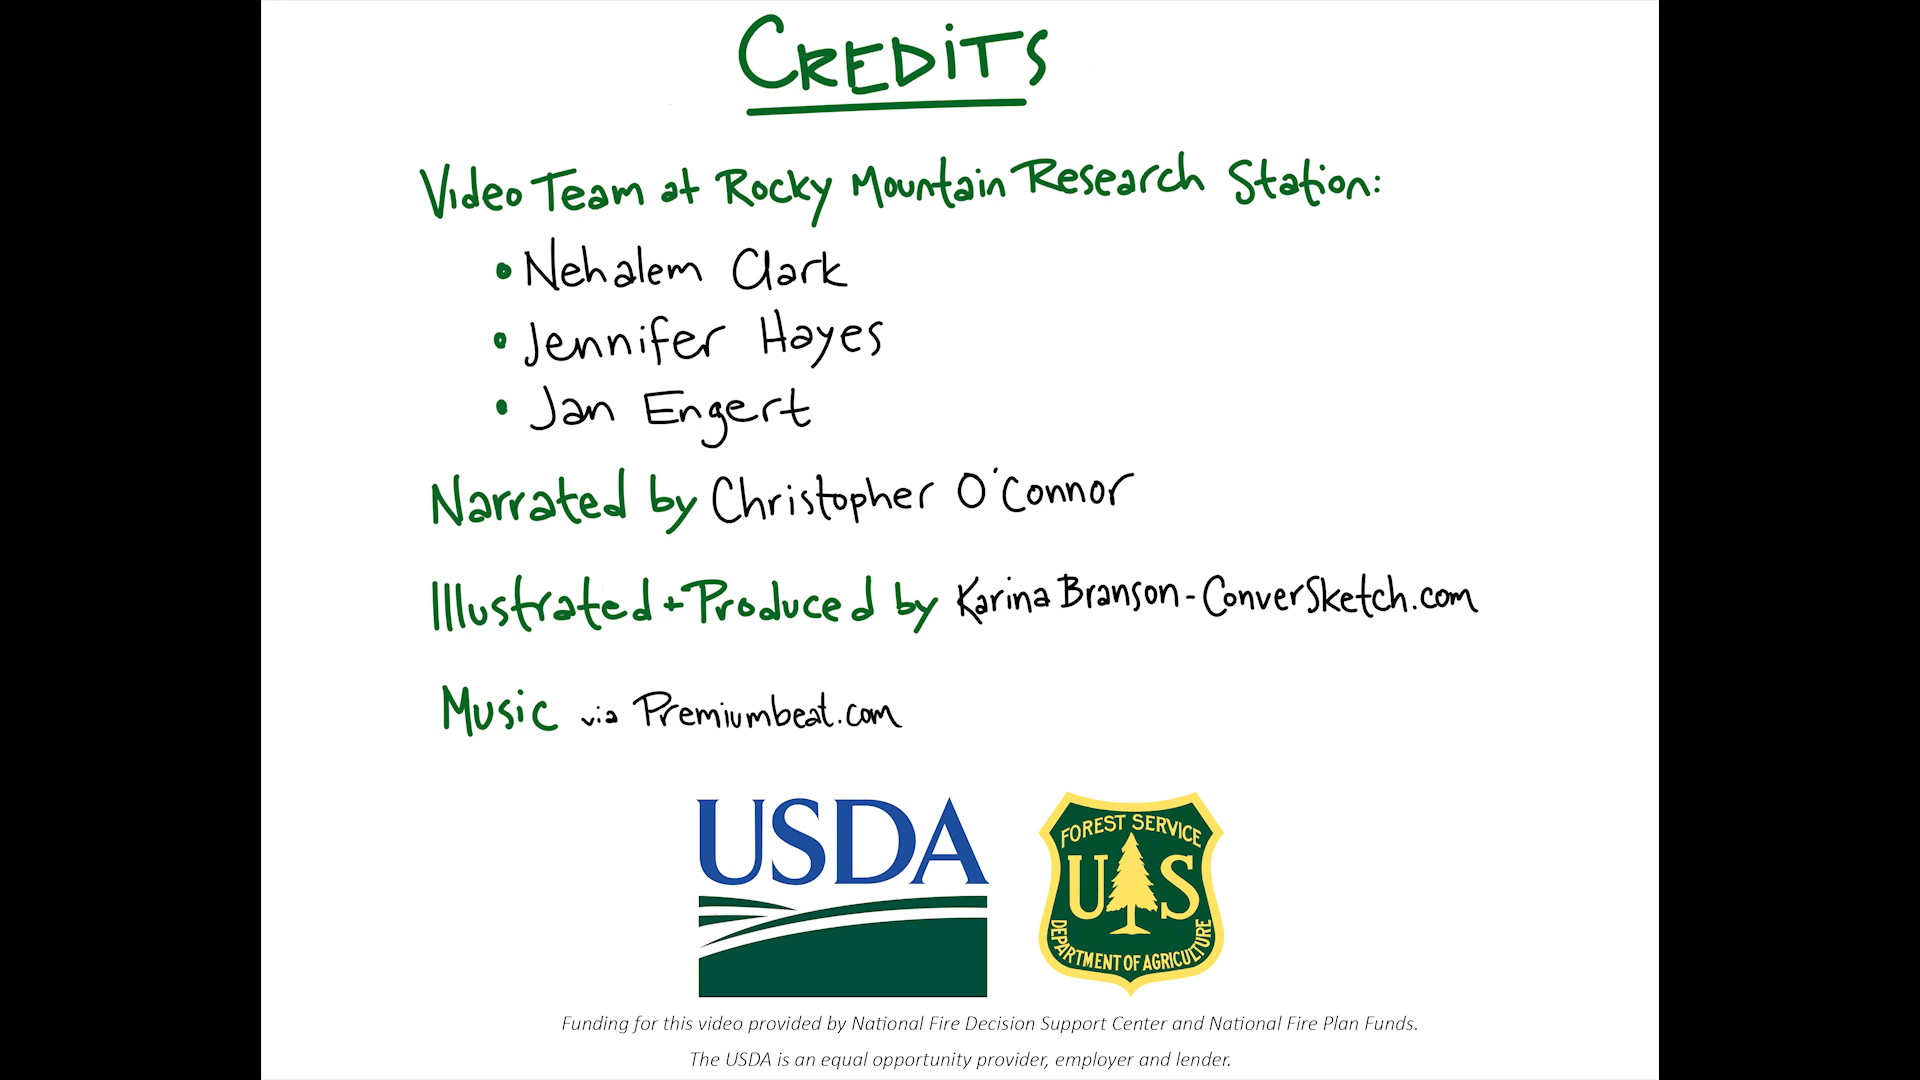 CREDITS
Video Team at Rocky Mountain Research Station:
• Nehalem Clark
• Jennifer Hayes
• Jan Engert
Narrated by Christopher O'Connor
Illustrated + Produced by Karina Branson - ConverSketch.com
Music via Premiumbeat.com
USDA
FOREST SERVICE
U S
DEPARTMENT OF AGRICULTURE
Funding for this video provided by National Fire Decision Support Center and National Fire Plan Funds.
The USDA is an equal opportunity provider, employer and lender.